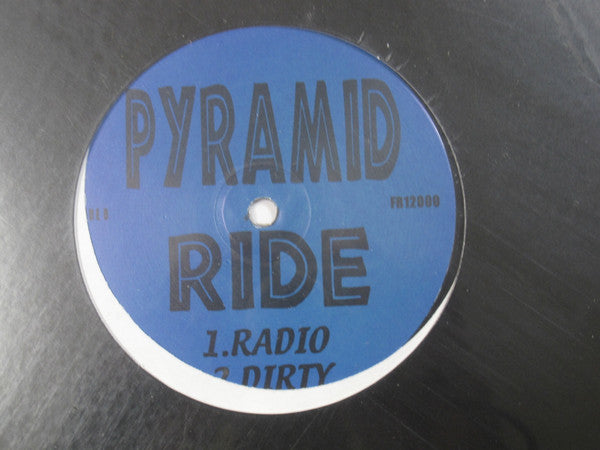 PYRAMID
FR12000
RIDE
1.RADIO
2.DIRTY